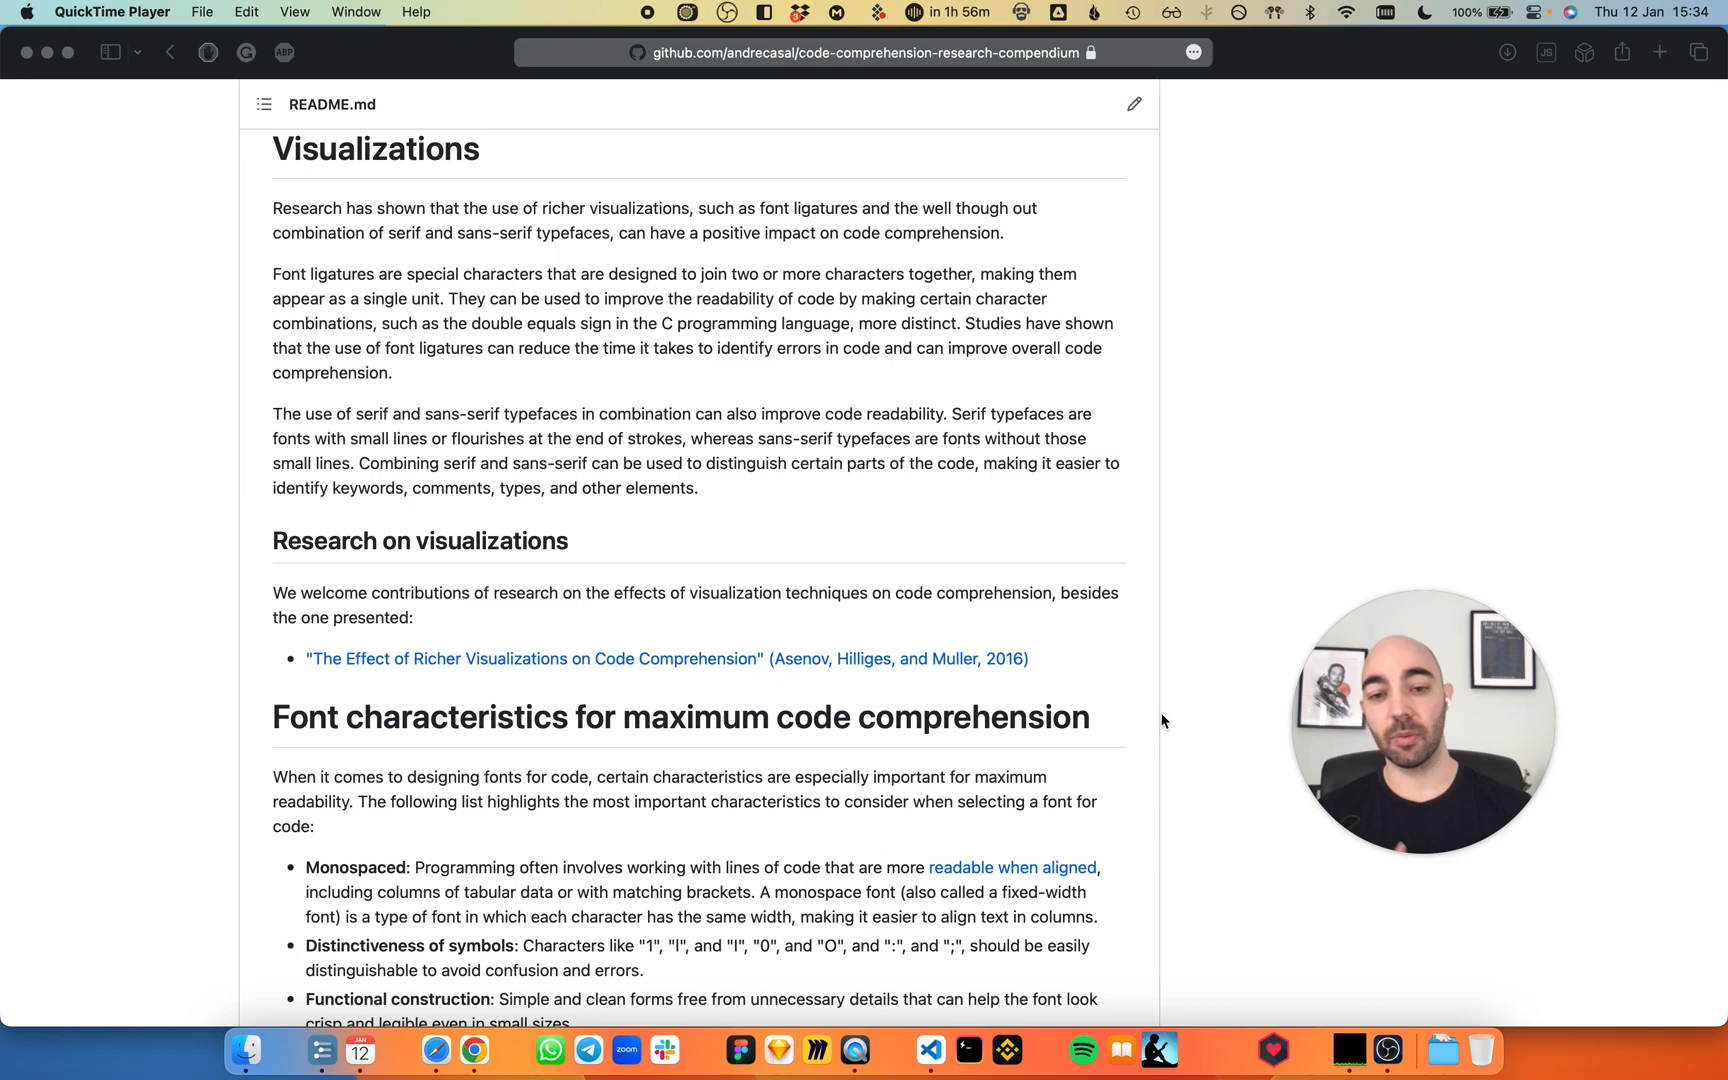 QuickTime Player File Edit View Window Help in 1h 56m 100% Thu 12 Jan 15:34
ABP github.com/andrecasal/code-comprehension-research-compendium JS
README.md
Visualizations
Research has shown that the use of richer visualizations, such as font ligatures and the well though out
combination of serif and sans-serif typefaces, can have a positive impact on code comprehension.
Font ligatures are special characters that are designed to join two or more characters together, making them
appear as a single unit. They can be used to improve the readability of code by making certain character
combinations, such as the double equals sign in the C programming language, more distinct. Studies have shown
that the use of font ligatures can reduce the time it takes to identify errors in code and can improve overall code
comprehension.
The use of serif and sans-serif typefaces in combination can also improve code readability. Serif typefaces are
fonts with small lines or flourishes at the end of strokes, whereas sans-serif typefaces are fonts without those
small lines. Combining serif and sans-serif can be used to distinguish certain parts of the code, making it easier to
identify keywords, comments, types, and other elements.
Research on visualizations
We welcome contributions of research on the effects of visualization techniques on code comprehension, besides
the one presented:
• "The Effect of Richer Visualizations on Code Comprehension" (Asenov, Hilliges, and Muller, 2016)
Font characteristics for maximum code comprehension
When it comes to designing fonts for code, certain characteristics are especially important for maximum
readability. The following list highlights the most important characteristics to consider when selecting a font for
code:
• Monospaced: Programming often involves working with lines of code that are more readable when aligned,
including columns of tabular data or with matching brackets. A monospace font (also called a fixed-width
font) is a type of font in which each character has the same width, making it easier to align text in columns.
• Distinctiveness of symbols: Characters like "1", "l", and "I", "0", and "O", and ":", and ";", should be easily
distinguishable to avoid confusion and errors.
• Functional construction: Simple and clean forms free from unnecessary details that can help the font look
crisp and legible even in small sizes.
JAN
12
zoom